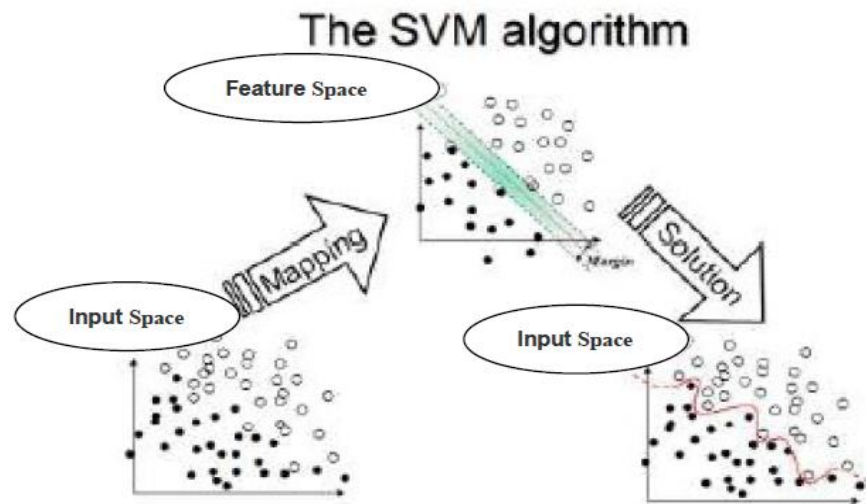 The SVM algorithm
Feature Space
Margin
Mapping
Solution
Input Space
Input Space